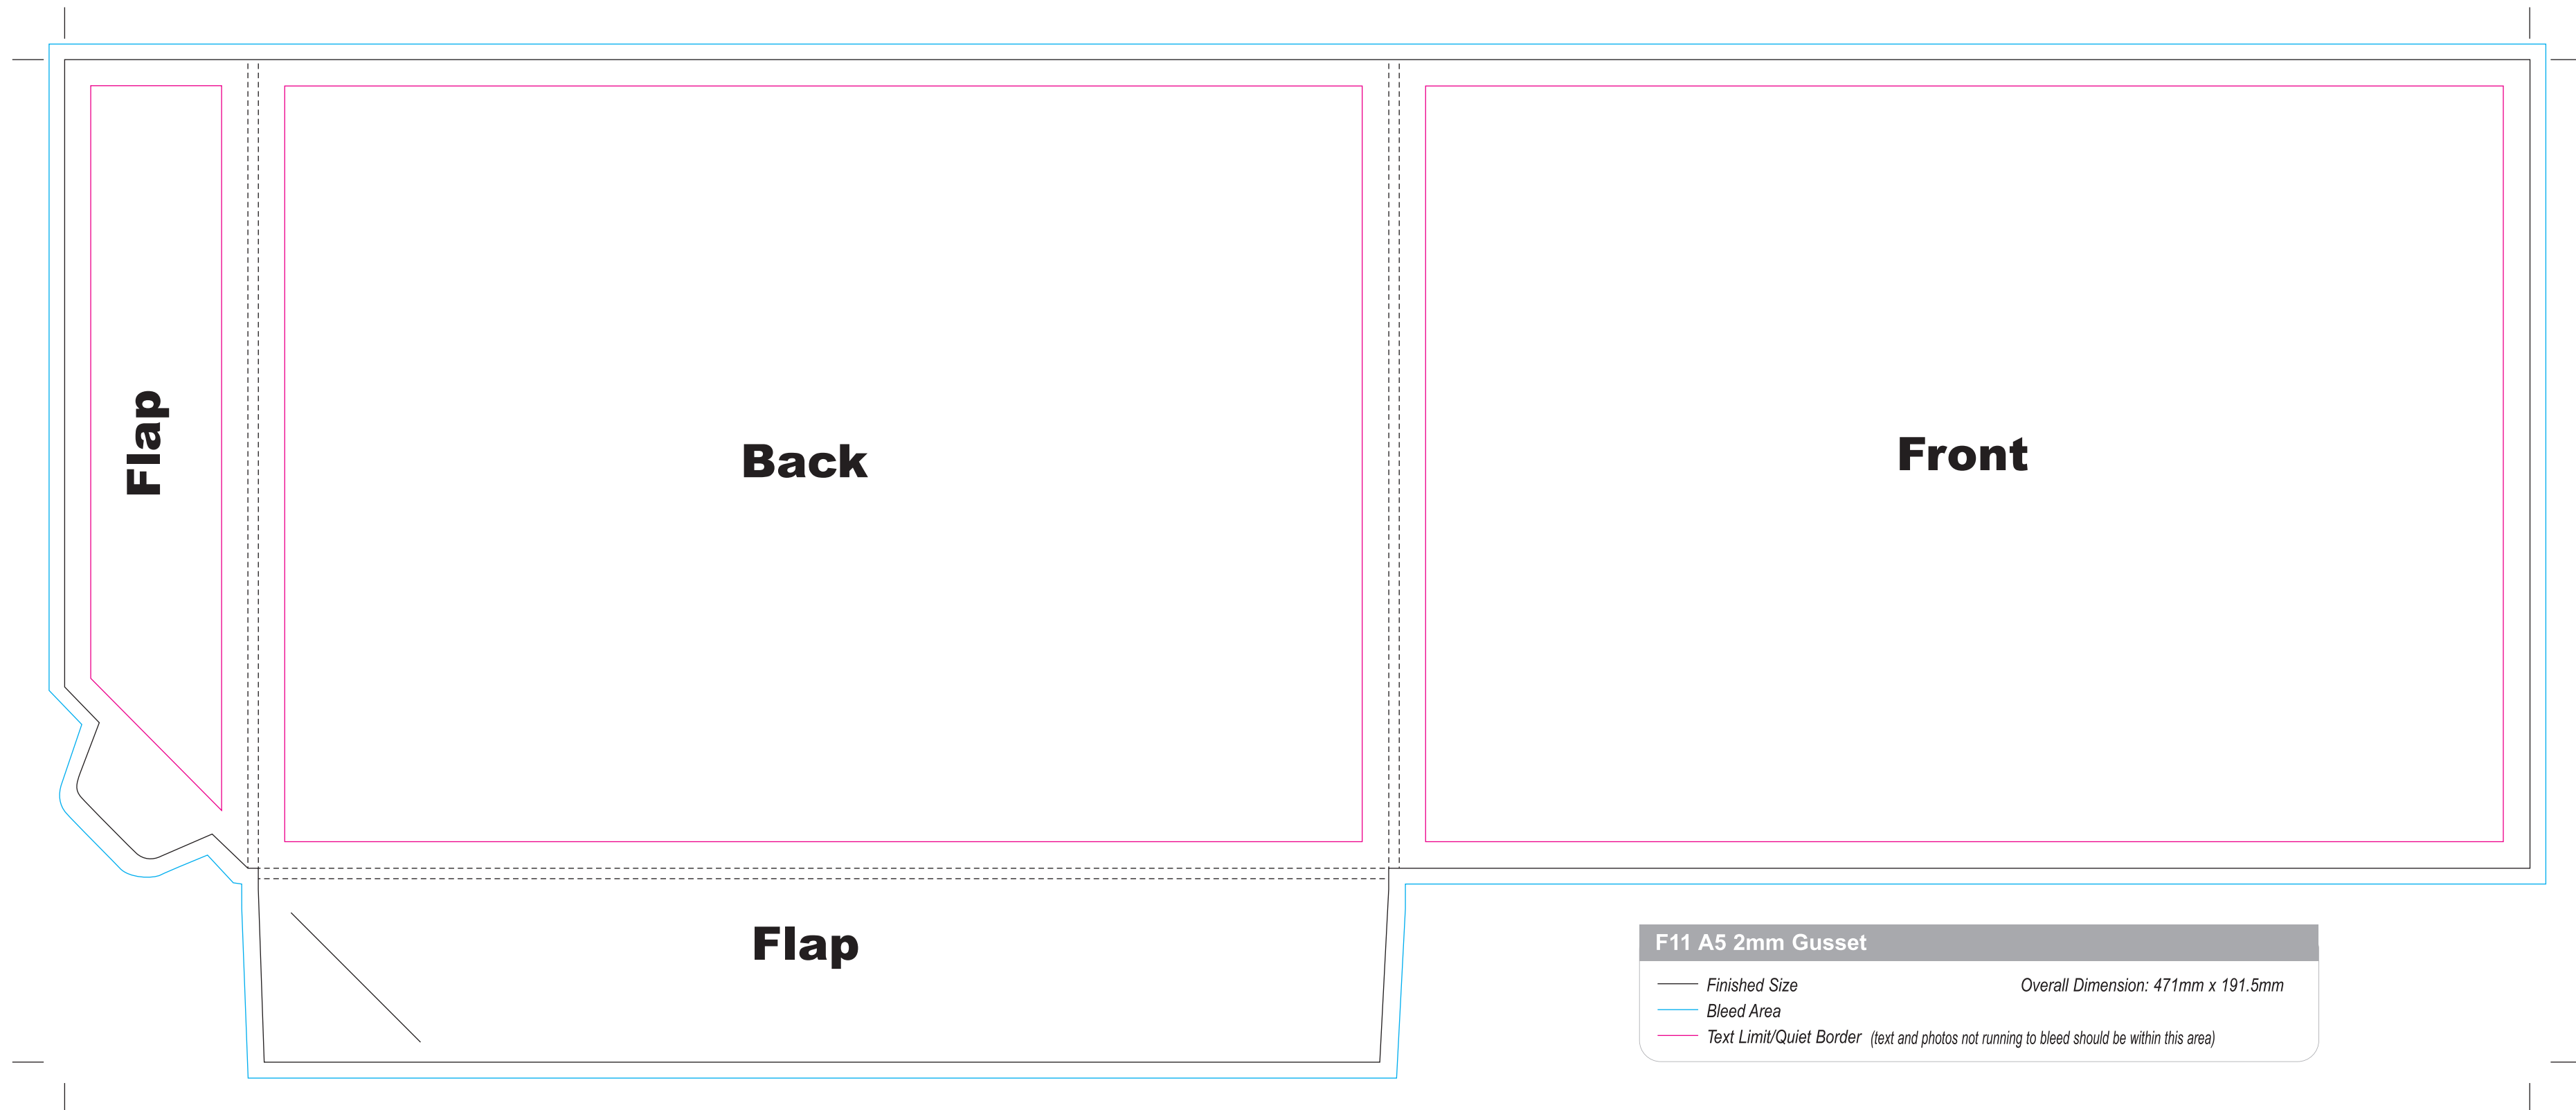 Flap
Back
Front
Flap
F11 A5 2mm Gusset
Finished Size
Overall Dimension: 471mm x 191.5mm
Bleed Area
Text Limit/Quiet Border (text and photos not running to bleed should be within this area)